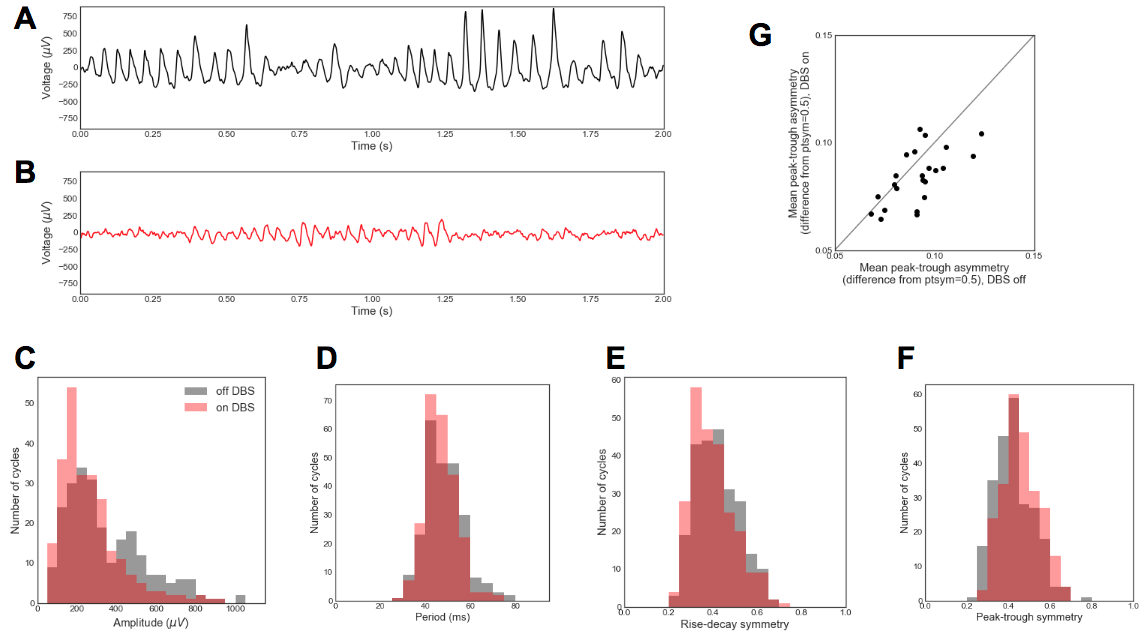 A
Voltage (µV)
750
500
250
0
−250
−500
−750
0.00 0.25 0.50 0.75 1.00 1.25 1.50 1.75 2.00
Time (s)
B
Voltage (µV)
750
500
250
0
−250
−500
−750
0.00 0.25 0.50 0.75 1.00 1.25 1.50 1.75 2.00
Time (s)
G
Mean peak-trough asymmetry
(difference from ptsym=0.5), DBS on
0.15
0.10
0.05
0.05 0.10 0.15
Mean peak-trough asymmetry
(difference from ptsym=0.5), DBS off
C
Number of cycles
50
40
30
20
10
0
off DBS
on DBS
0 200 400 600 800 1000
Amplitude (µV)
D
Number of cycles
70
60
50
40
30
20
10
0
0 20 40 60 80
Period (ms)
E
Number of cycles
60
50
40
30
20
10
0
0.0 0.2 0.4 0.6 0.8 1.0
Rise-decay symmetry
F
Number of cycles
60
50
40
30
20
10
0
0.0 0.2 0.4 0.6 0.8 1.0
Peak-trough symmetry